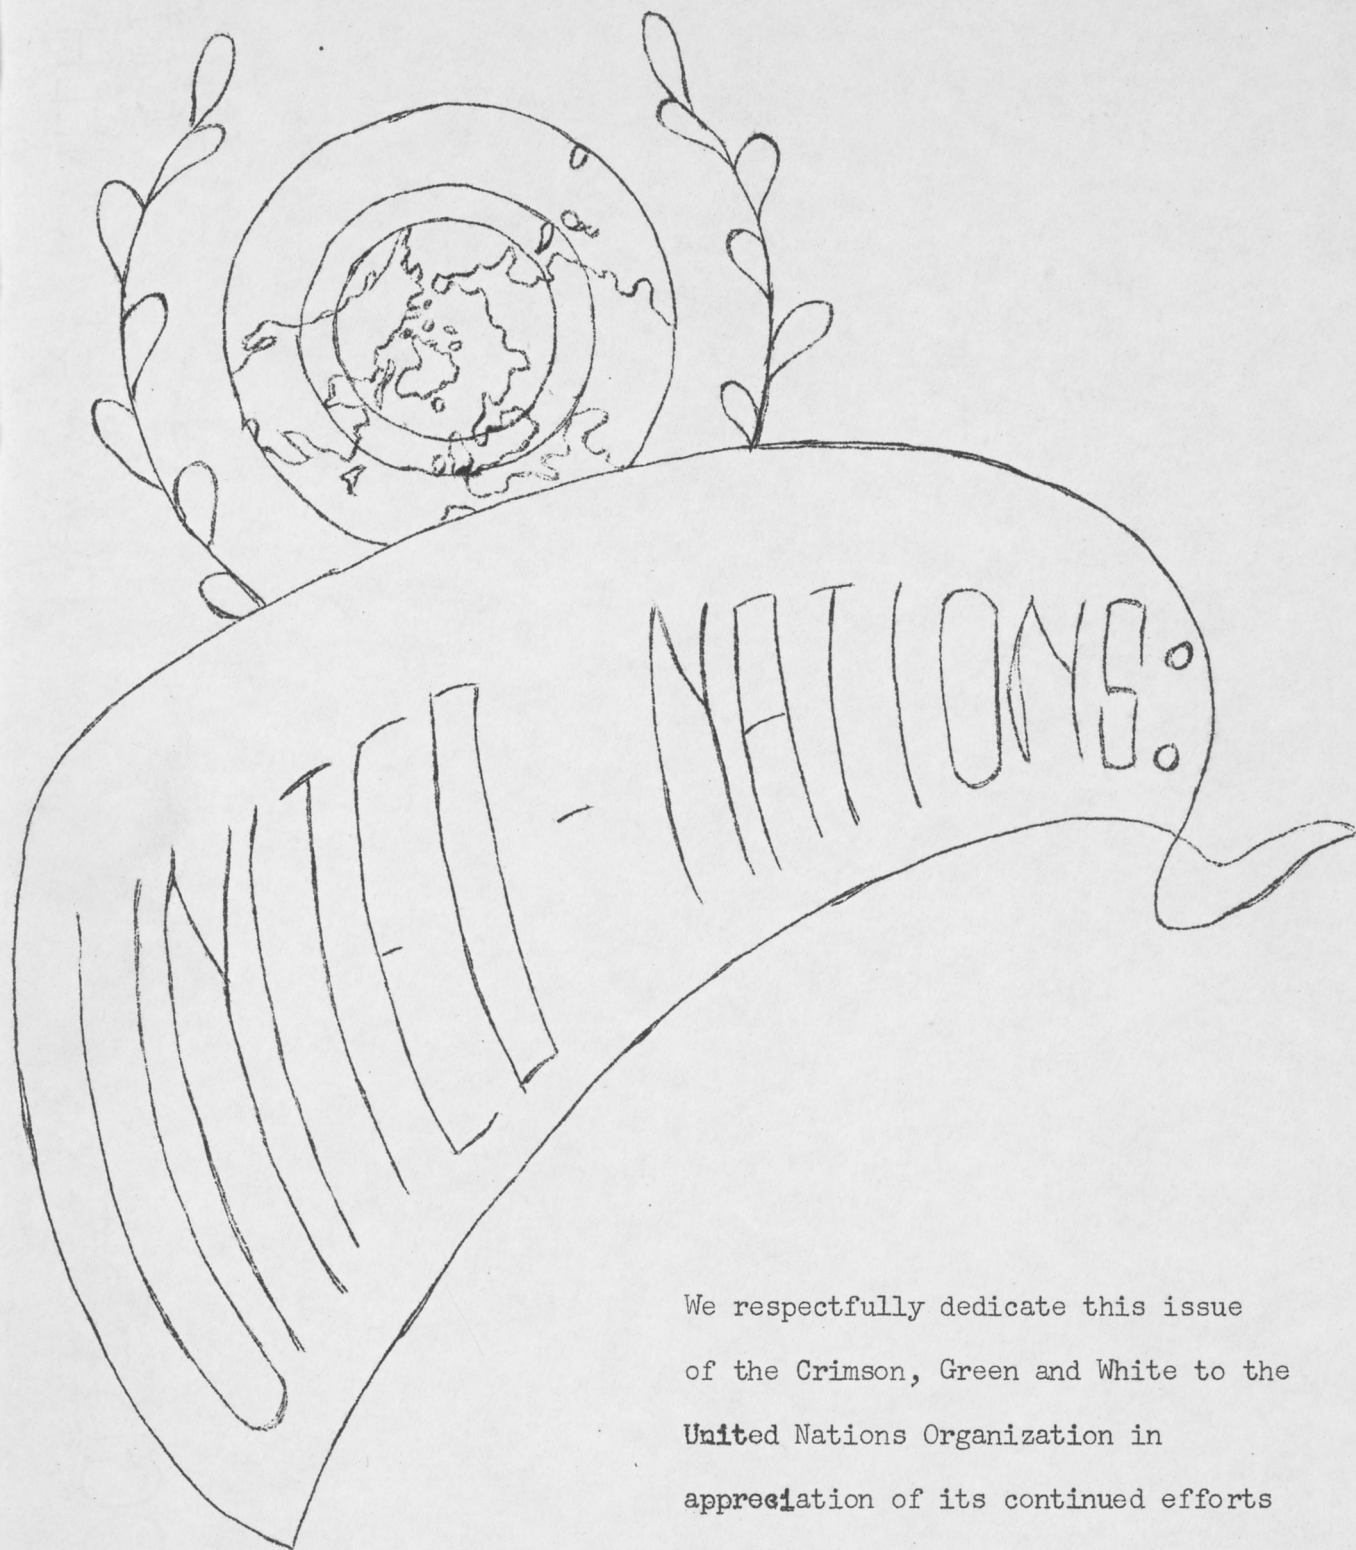 UNITED - NATIONS:
We respectfully dedicate this issue
of the Crimson, Green and White to the
United Nations Organization in
appreciation of its continued efforts